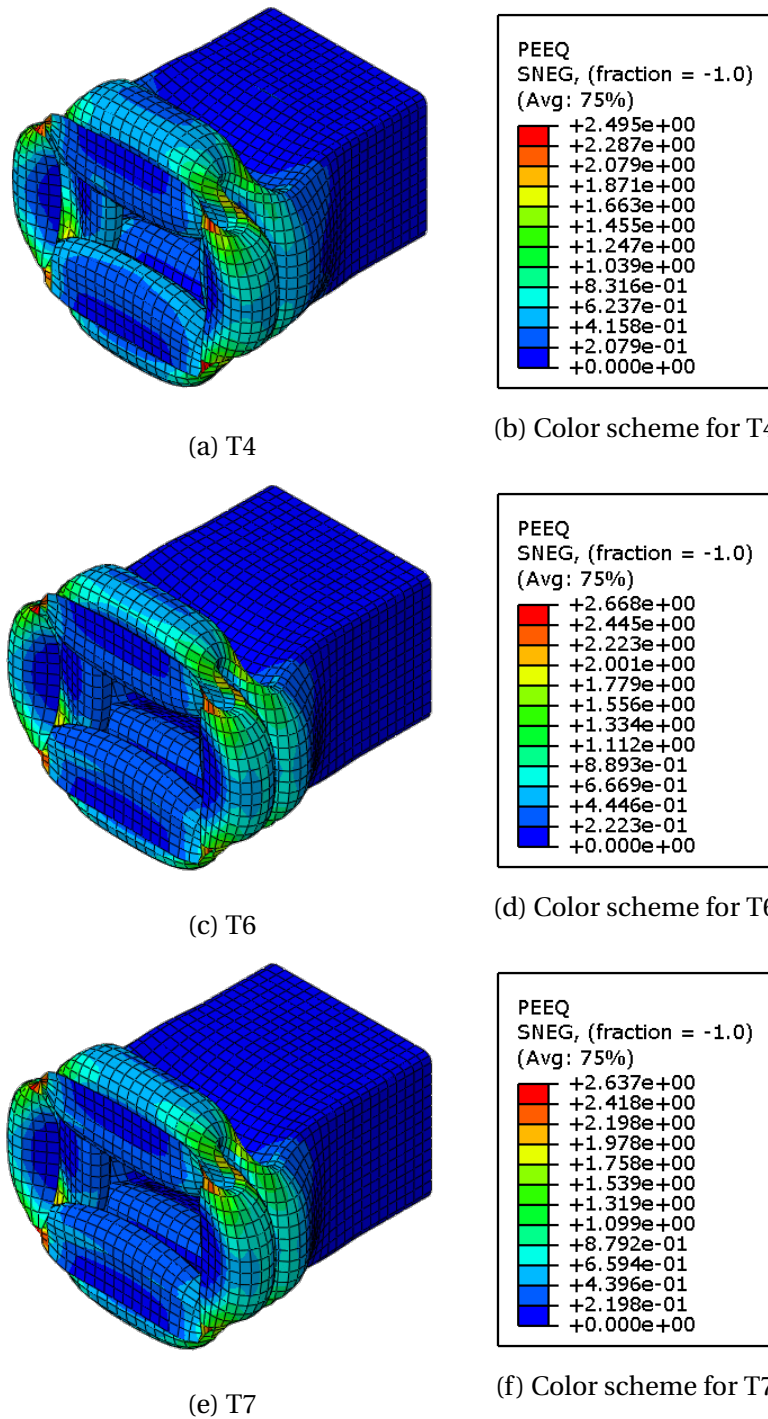 PEEQ
SNEG, (fraction = -1.0)
(Avg: 75%)
+2.495e+00
+2.287e+00
+2.079e+00
+1.871e+00
+1.663e+00
+1.455e+00
+1.247e+00
+1.039e+00
+8.316e-01
+6.237e-01
+4.158e-01
+2.079e-01
+0.000e+00
(a) T4
(b) Color scheme for T4
PEEQ
SNEG, (fraction = -1.0)
(Avg: 75%)
+2.668e+00
+2.445e+00
+2.223e+00
+2.001e+00
+1.779e+00
+1.556e+00
+1.334e+00
+1.112e+00
+8.893e-01
+6.669e-01
+4.446e-01
+2.223e-01
+0.000e+00
(c) T6
(d) Color scheme for T6
PEEQ
SNEG, (fraction = -1.0)
(Avg: 75%)
+2.637e+00
+2.418e+00
+2.198e+00
+1.978e+00
+1.758e+00
+1.539e+00
+1.319e+00
+1.099e+00
+8.792e-01
+6.594e-01
+4.396e-01
+2.198e-01
+0.000e+00
(e) T7
(f) Color scheme for T7